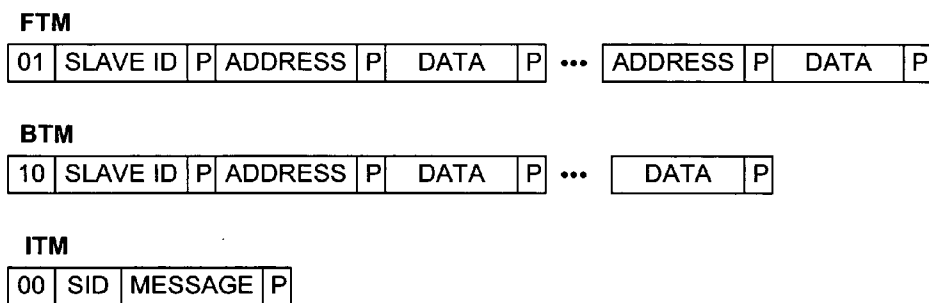 FTM
01 SLAVE ID P ADDRESS P DATA P ••• ADDRESS P DATA P
BTM
10 SLAVE ID P ADDRESS P DATA P ••• DATA P
ITM
00 SID MESSAGE P